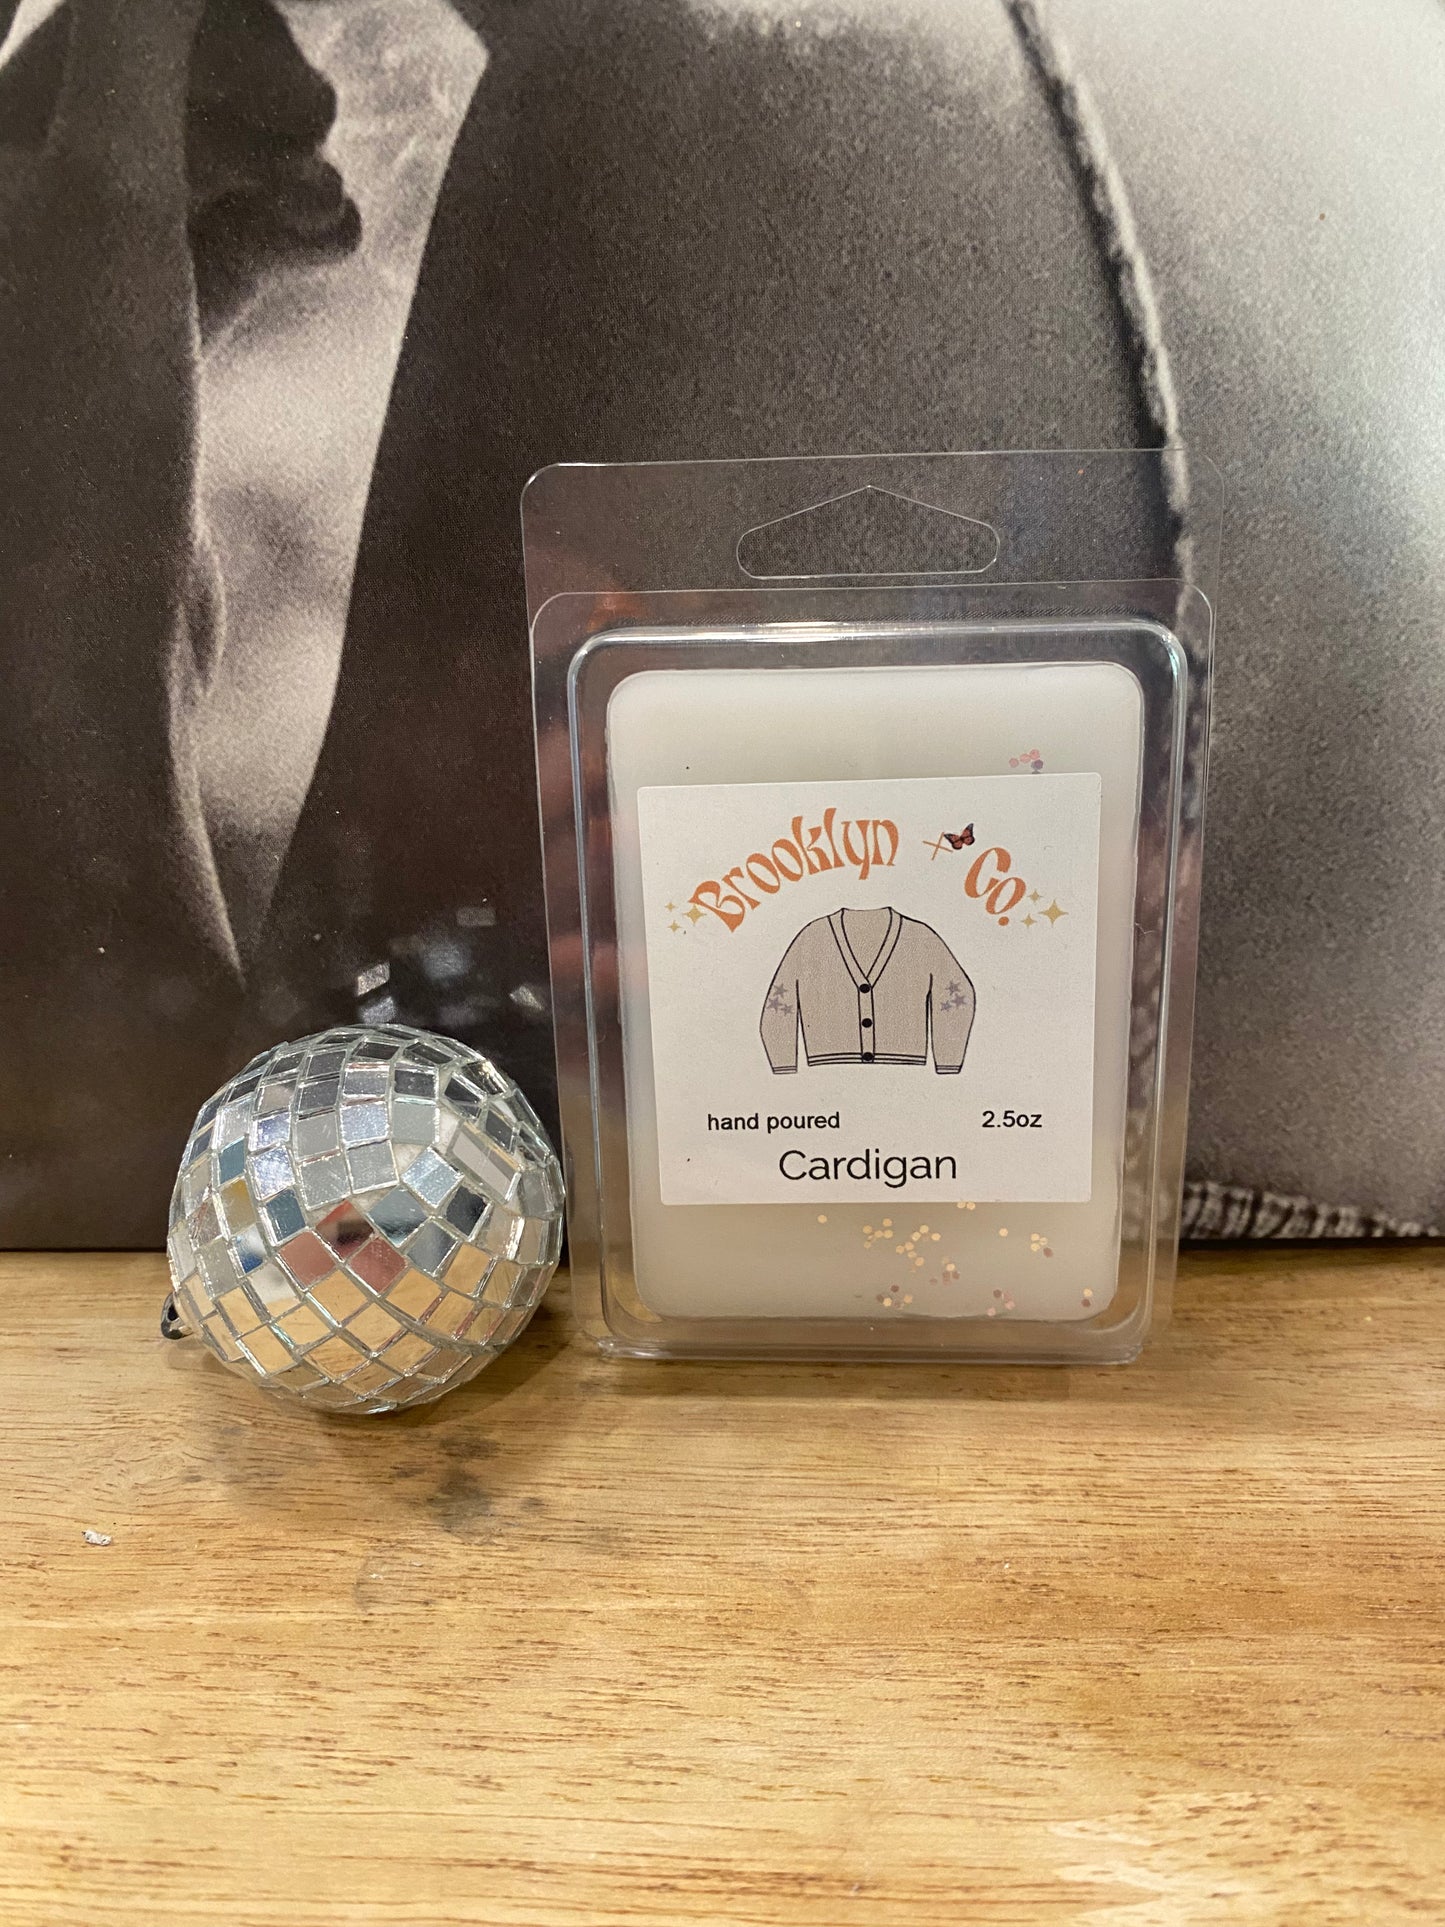 Brooklyn x Co.
hand poured 2.5oz
Cardigan